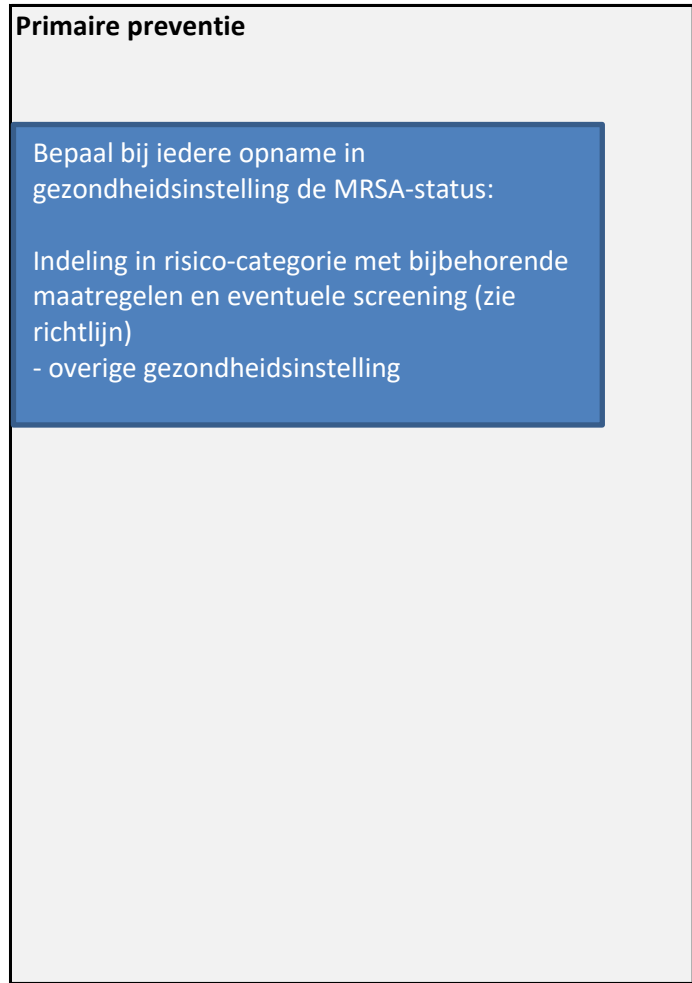 Primaire preventie
Bepaal bij iedere opname in
gezondheidsinstelling de MRSA-status:
Indeling in risico-categorie met bijbehorende
maatregelen en eventuele screening (zie
richtlijn)
- overige gezondheidsinstelling